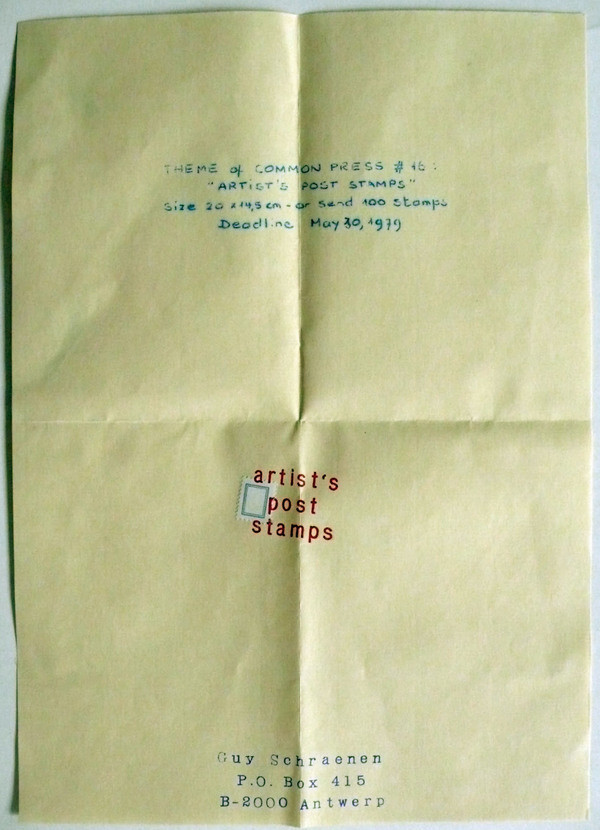 THEME of COMMON PRESS # 16 :
"ARTIST'S POST STAMPS"
Size 20 x 14,5 cm - or send 100 stamps
Deadline May 30, 1979
artist's
post
stamps
Guy Schraenen
P.O. Box 415
B-2000 Antwerp